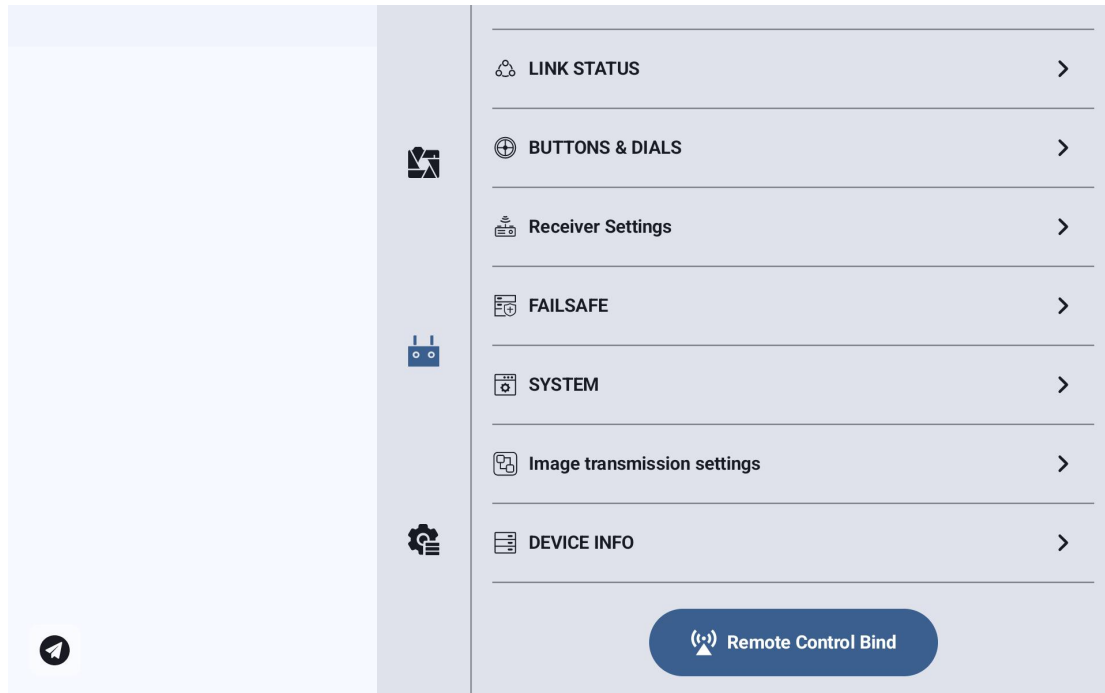 LINK STATUS
BUTTONS & DIALS
Receiver Settings
FAILSAFE
SYSTEM
Image transmission settings
DEVICE INFO
Remote Control Bind